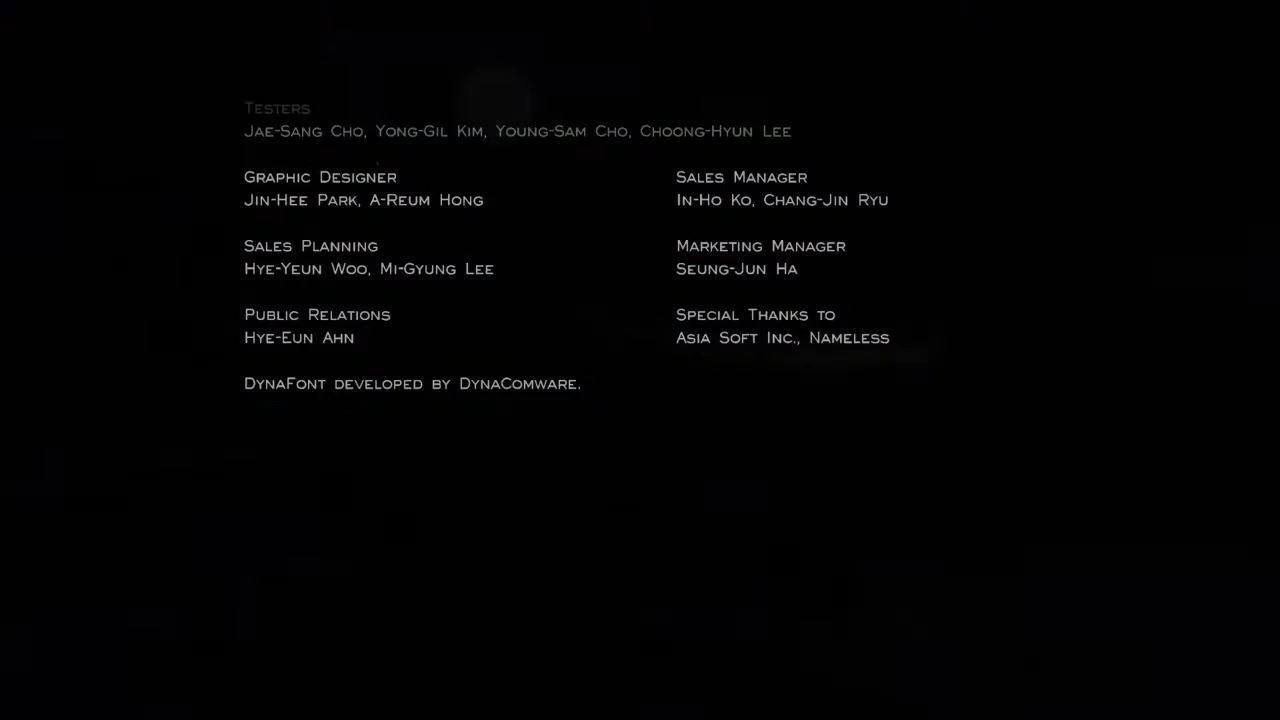 Testers
Jae-Sang Cho, Yong-Gil Kim, Young-Sam Cho, Choong-Hyun Lee
Graphic Designer
Jin-Hee Park, A-Reum Hong
Sales Manager
In-Ho Ko, Chang-Jin Ryu
Sales Planning
Hye-Yeun Woo, Mi-Gyung Lee
Marketing Manager
Seung-Jun Ha
Public Relations
Hye-Eun Ahn
Special Thanks to
Asia Soft Inc., Nameless
DynaFont developed by DynaComware.